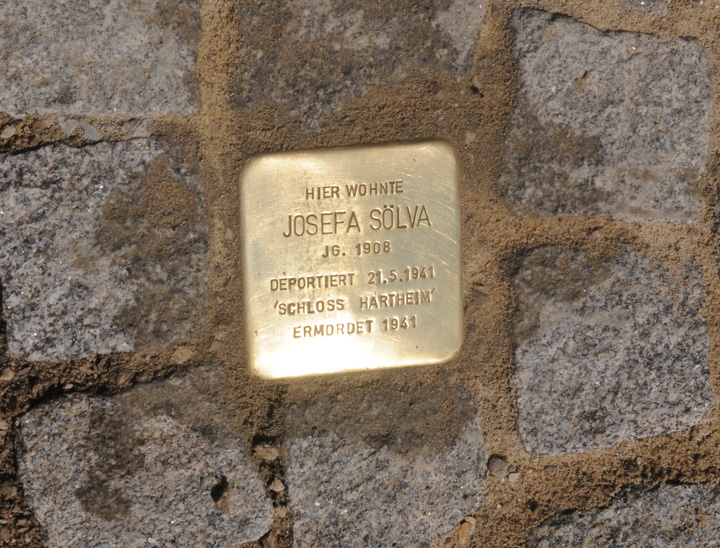 HIER WOHNTE
JOSEFA SÖLVA
JG. 1908
DEPORTIERT 21.5.1941
'SCHLOSS HARTHEIM'
ERMORDET 1941